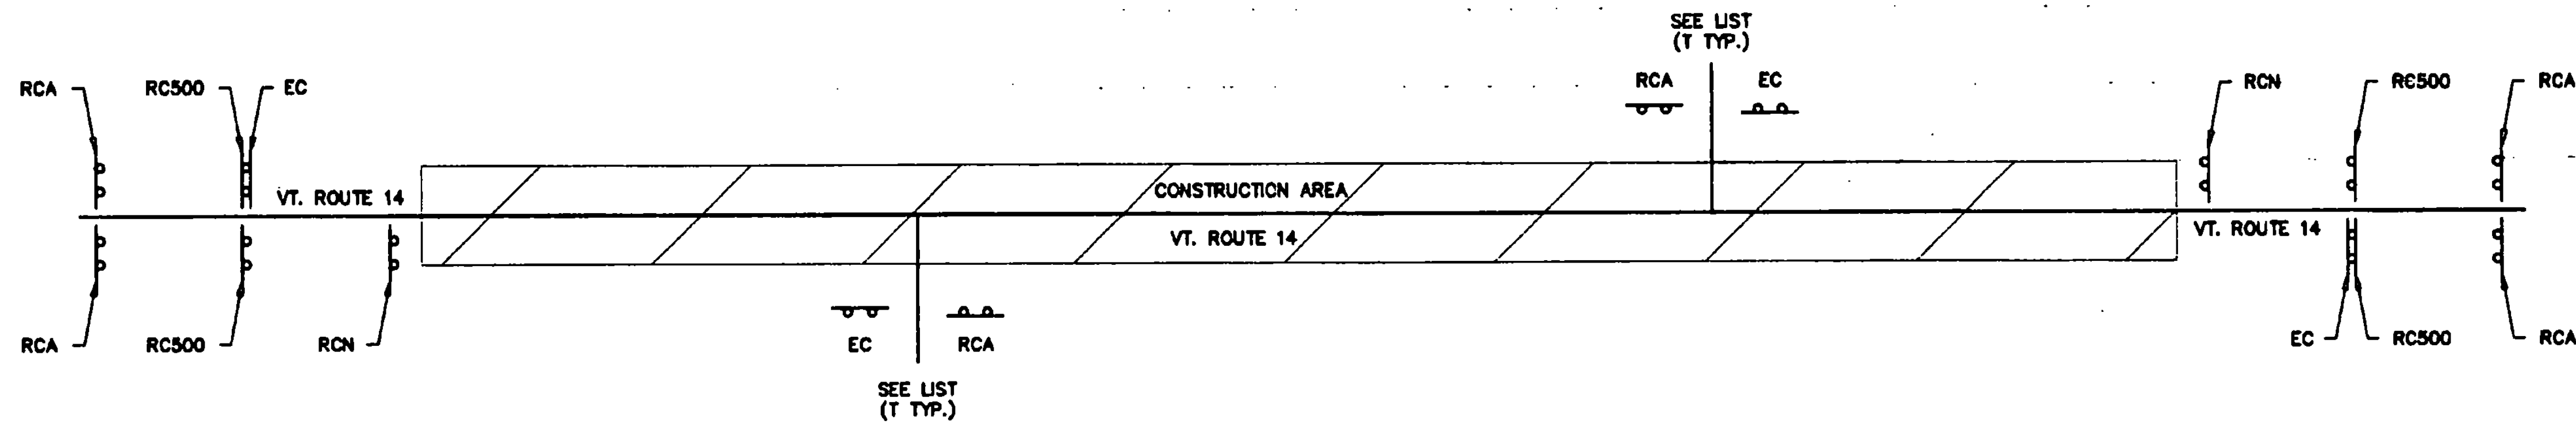 SEE LIST
(T TYP.)
RCA RC500 EC
RCA EC
RCN RC500 RCA
VT. ROUTE 14
CONSTRUCTION AREA
VT. ROUTE 14
VT. ROUTE 14
RCA RC500 RCN
EC RCA
EC RC500 RCA
SEE LIST
(T TYP.)